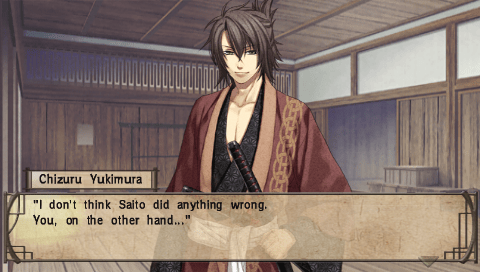 Chizuru Yukimura
"I don't think Saito did anything wrong.
You, on the other hand..."